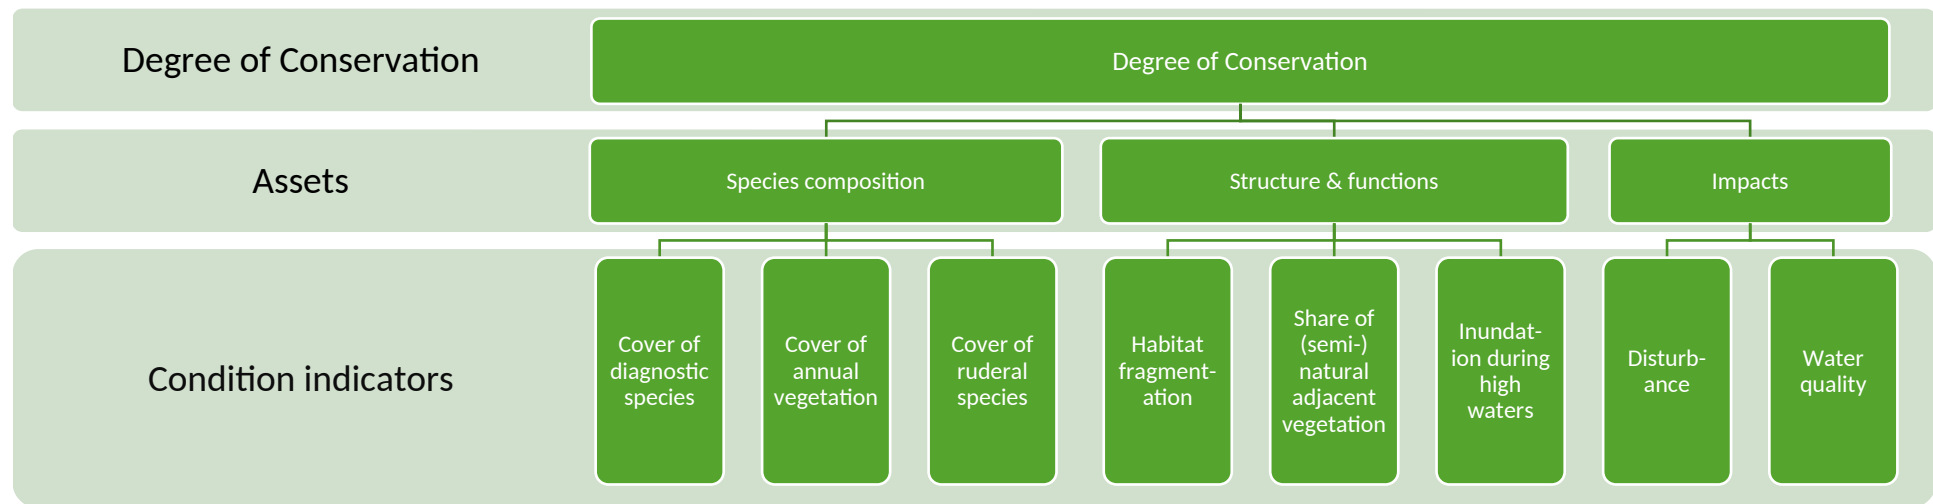 Degree of Conservation
Degree of Conservation
Assets
Species composition
Structure & functions
Impacts
Condition indicators
Cover of
diagnostic
species
Cover of
annual
vegetation
Cover of
ruderal
species
Habitat
fragment-
ation
Share of
(semi-)
natural
adjacent
vegetation
Inundat-
ion during
high
waters
Disturb-
ance
Water
quality